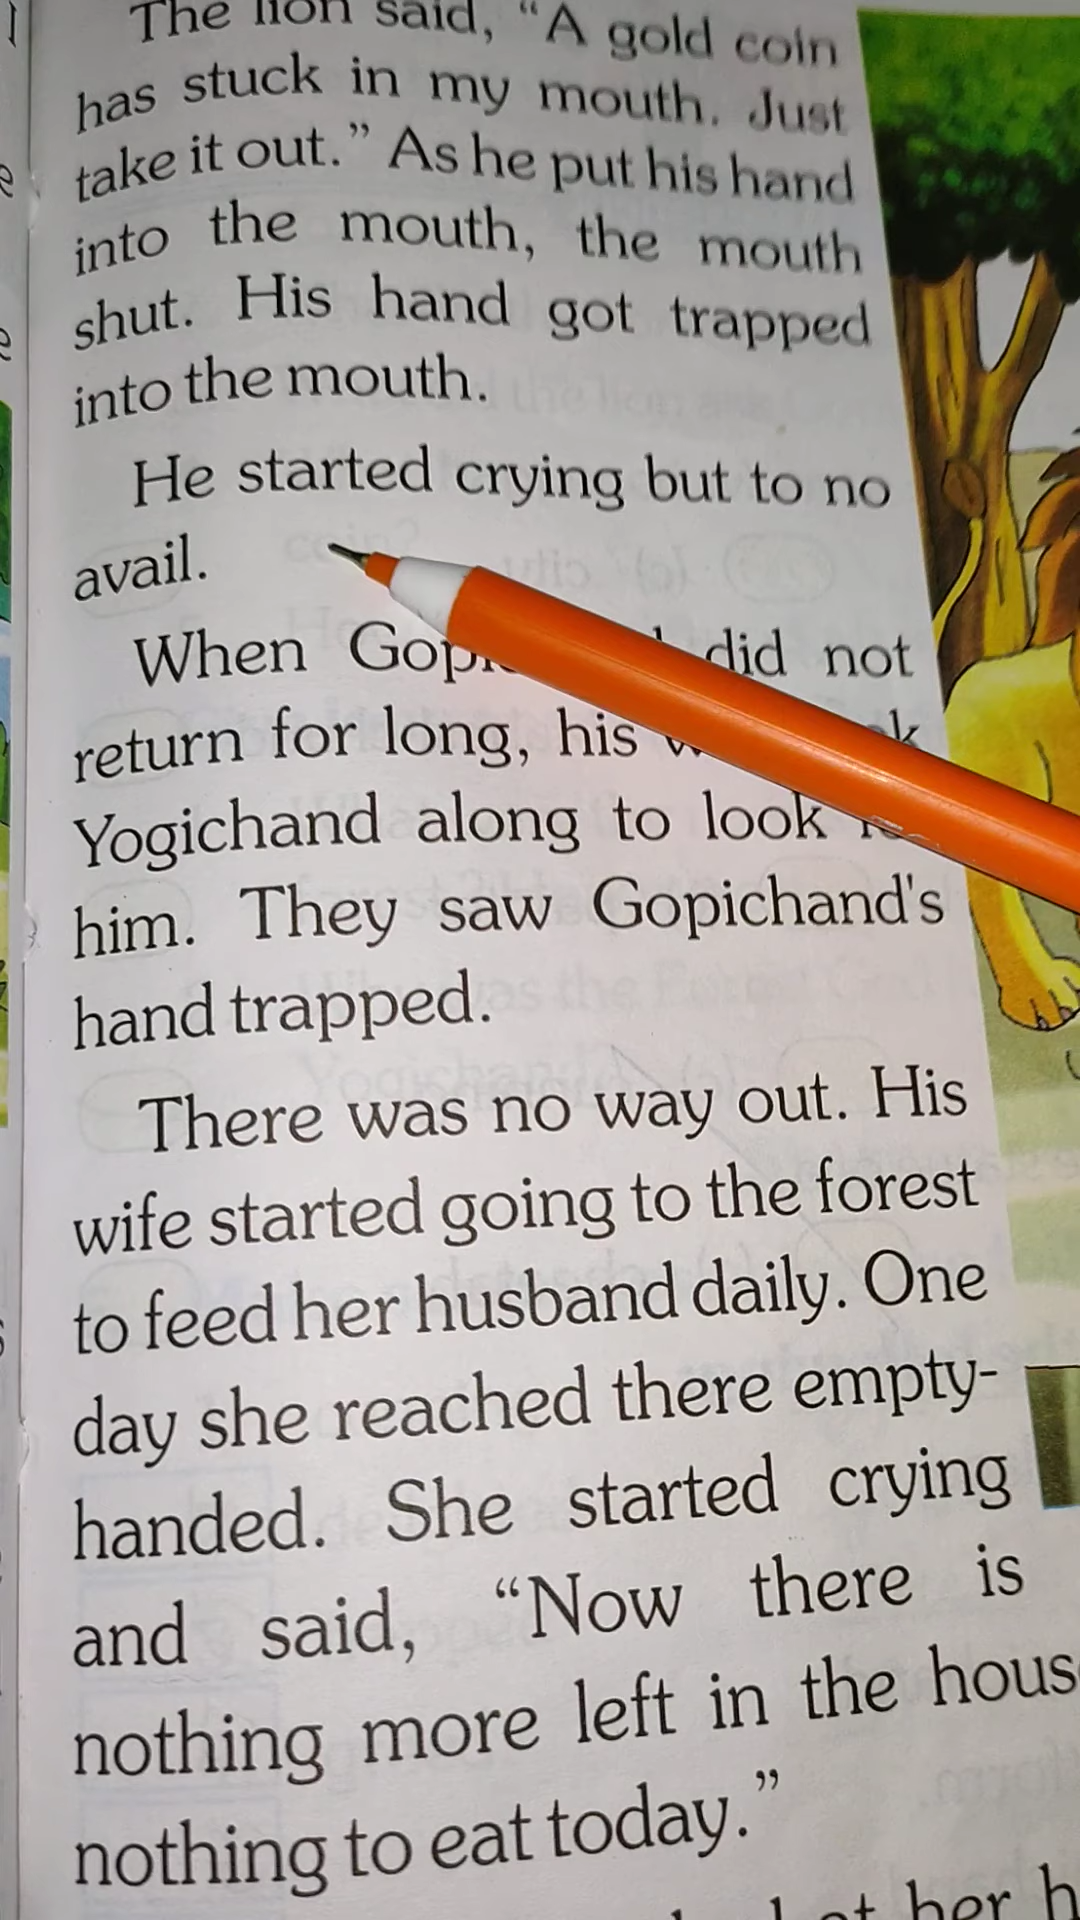 The lion said, “A gold coin
has stuck in my mouth. Just
take it out.” As he put his hand
into the mouth, the mouth
shut. His hand got trapped
into the mouth.
He started crying but to no
avail.
When did not
return for long, his
Yogichand along to look
him. They saw Gopichand's
hand trapped.
There was no way out. His
wife started going to the forest
to feed her husband daily. One
day she reached there empty-
handed. She started crying
and said, “Now there is
nothing more left in the
nothing to eat today.”
her